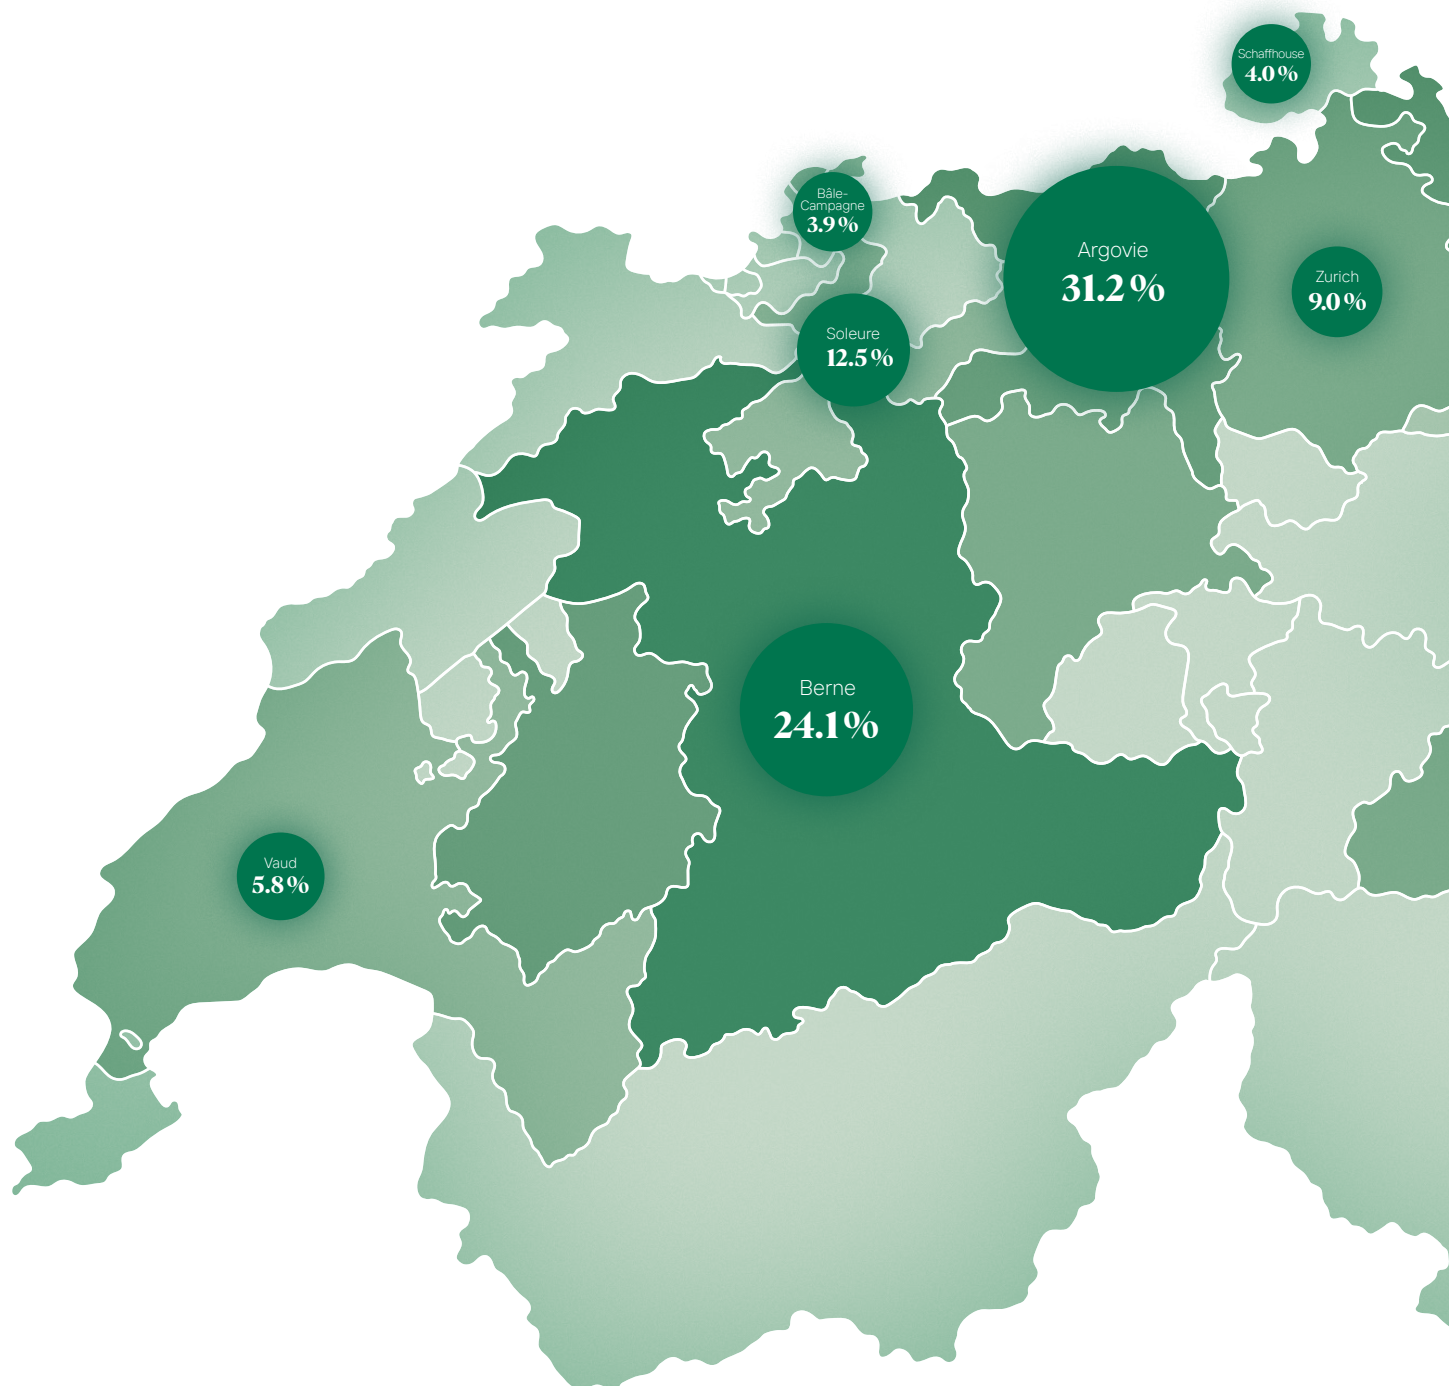 Schaffhouse
4.0 %
Bâle-
Campagne
3.9 %
Argovie
31.2 %
Zurich
9.0 %
Soleure
12.5 %
Berne
24.1 %
Vaud
5.8 %